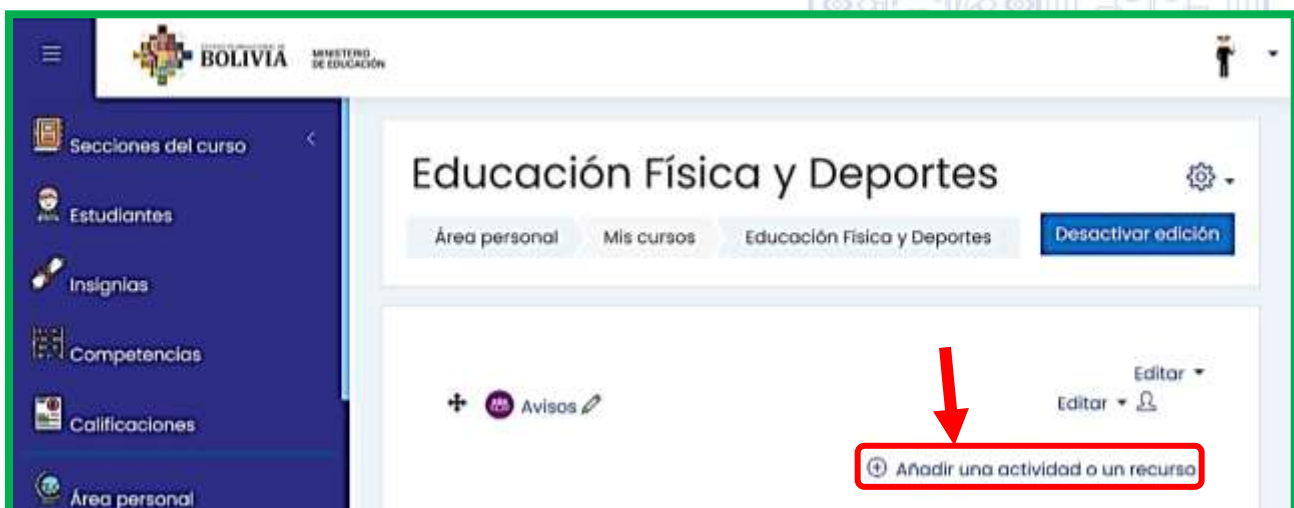 BOLIVIA
MINISTERIO
DE EDUCACIÓN
Secciones del curso
Estudiantes
Insignias
Competencias
Calificaciones
Área personal
Educación Física y Deportes
Área personal Mis cursos Educación Física y Deportes
Desactivar edición
Editar
Avisos
Editar
Añadir una actividad o un recurso